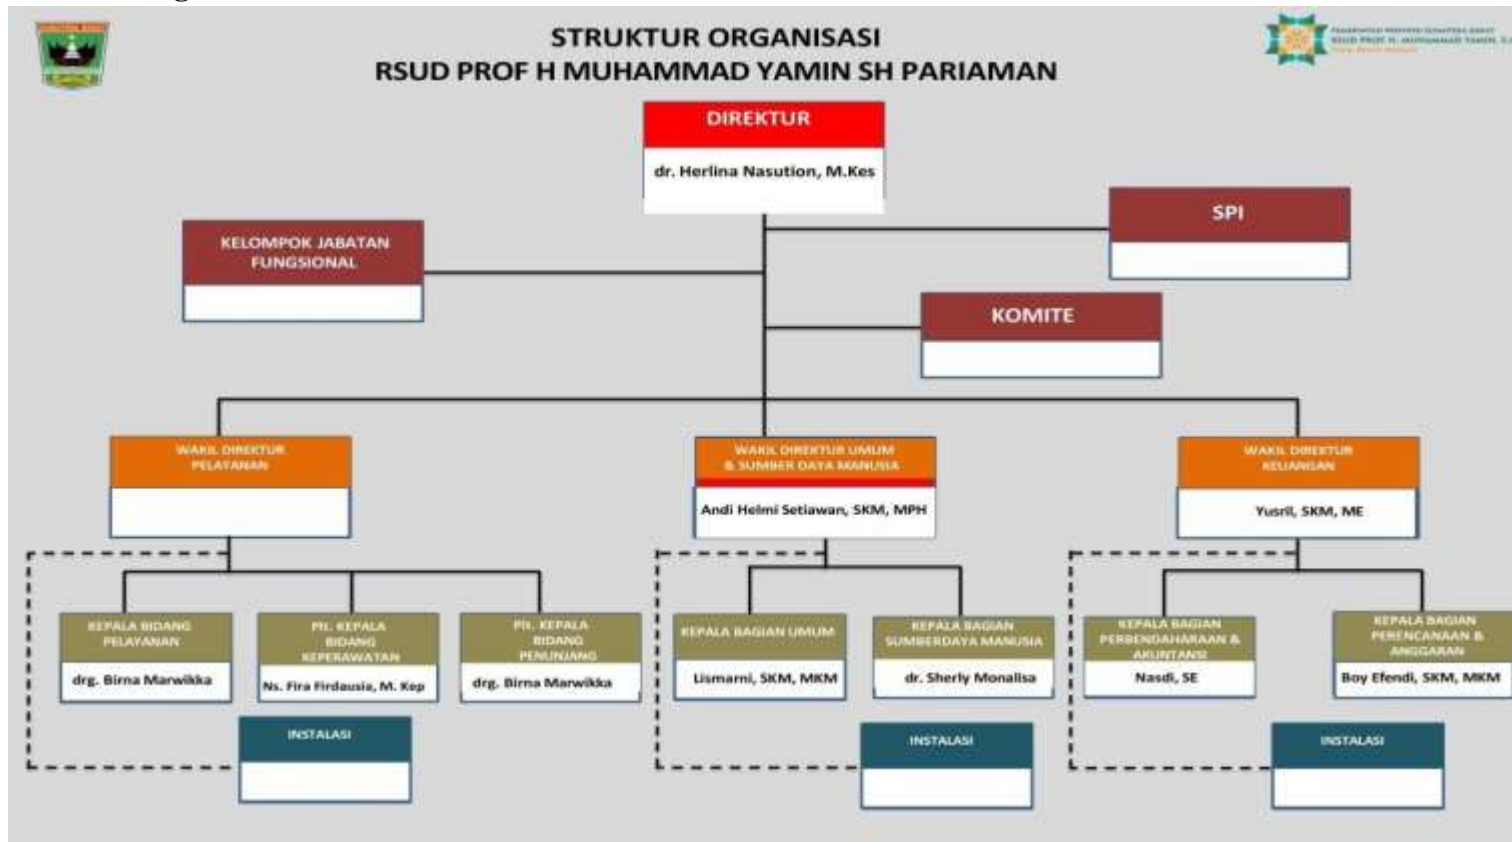 STRUKTUR ORGANISASI
RSUD PROF H MUHAMMAD YAMIN SH PARIAMAN
DIREKTUR
dr. Herlina Nasution, M.Kes
SPI
KELOMPOK JABATAN
FUNGSIONAL
KOMITE
WAKIL DIREKTUR
PELAYANAN
WAKIL DIREKTUR UMUM
& SUMBER DAYA MANUSIA
Andi Helmi Setiawan, SKM, MPH
WAKIL DIREKTUR
KEUANGAN
Yusril, SKM, ME
KEPALA BIDANG
PELAYANAN
drg. Birna Marwikka
Plt. KEPALA
BIDANG
KEPERAWATAN
Ns. Fira Firdausia, M. Kep
Plt. KEPALA
BIDANG
PENUNJANG
drg. Birna Marwikka
KEPALA BAGIAN UMUM
Lismarni, SKM, MKM
KEPALA BAGIAN
SUMBERDAYA MANUSIA
dr. Sherly Monalisa
KEPALA BAGIAN
PERBENDAHARAAN &
AKUNTANSI
Nasdi, SE
KEPALA BAGIAN
PERENCANAAN &
ANGGARAN
Boy Efendi, SKM, MKM
INSTALASI
INSTALASI
INSTALASI